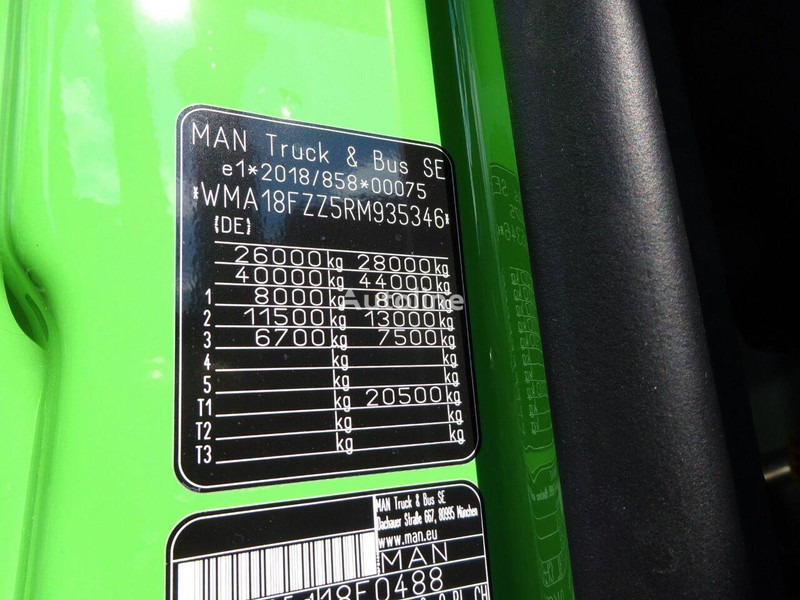 MAN Truck & Bus SE
e1*2018/858*00075
*WMA18FZZ5RM935346*
(DE)
26000 kg 28000 kg
40000 kg 44000 kg
1 8000 kg 8000 kg
2 11500 kg 13000 kg
3 6700 kg 7500 kg
4 kg kg
5 kg kg
T1 kg 20500 kg
T2 kg kg
T3 kg kg
Autoline
MAN Truck & Bus SE
Dachauer Straße 667, 80995 München
www.man.eu
MAN
18F0488